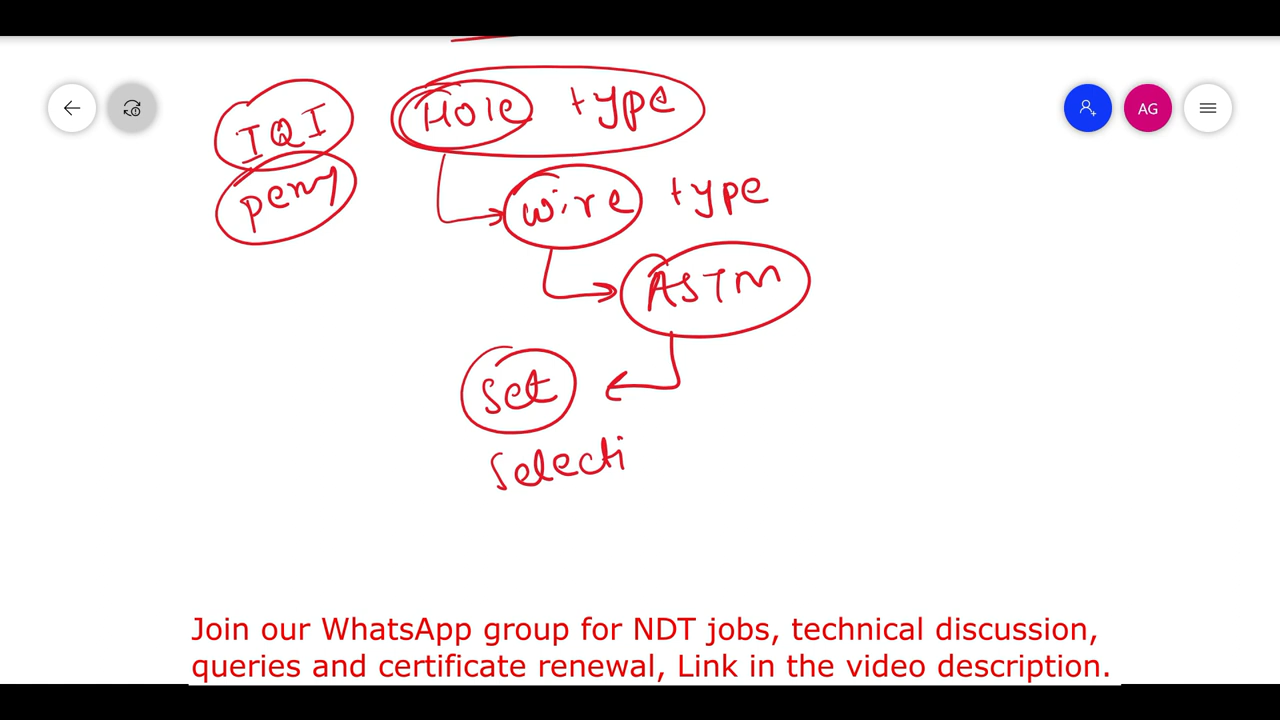 IQI Hole type
peny wire type
ASTM
Set
Selecti
AG
Join our WhatsApp group for NDT jobs, technical discussion,
queries and certificate renewal, Link in the video description.